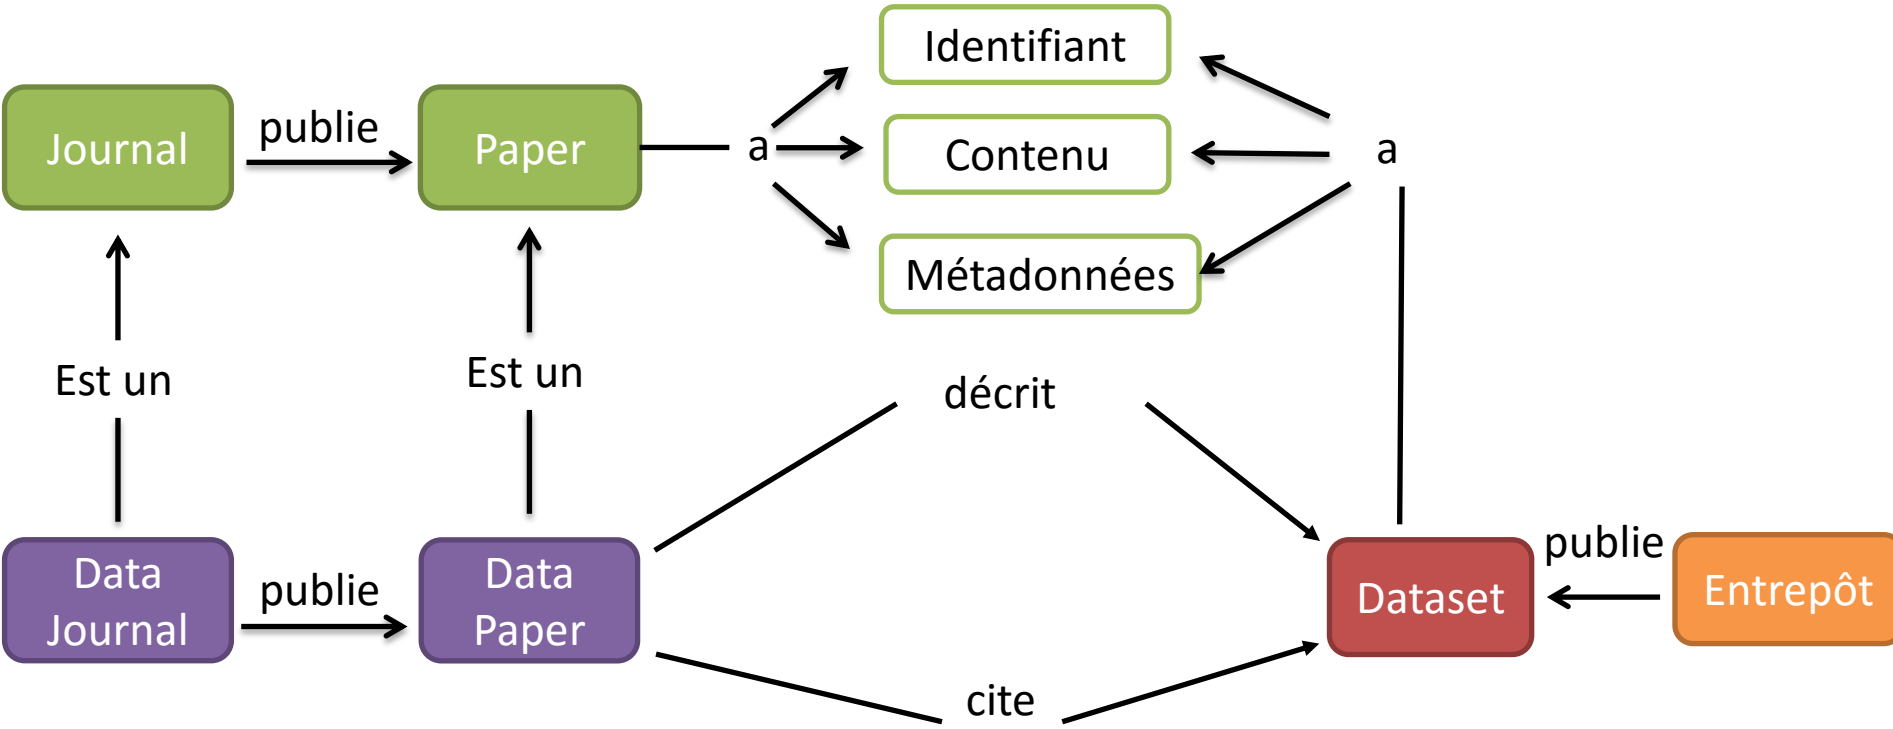 Identifiant
Journal
publie
Paper
a
Contenu
a
Métadonnées
Est un
Est un
décrit
Data
Journal
publie
Data
Paper
Dataset
publie
Entrepôt
cite